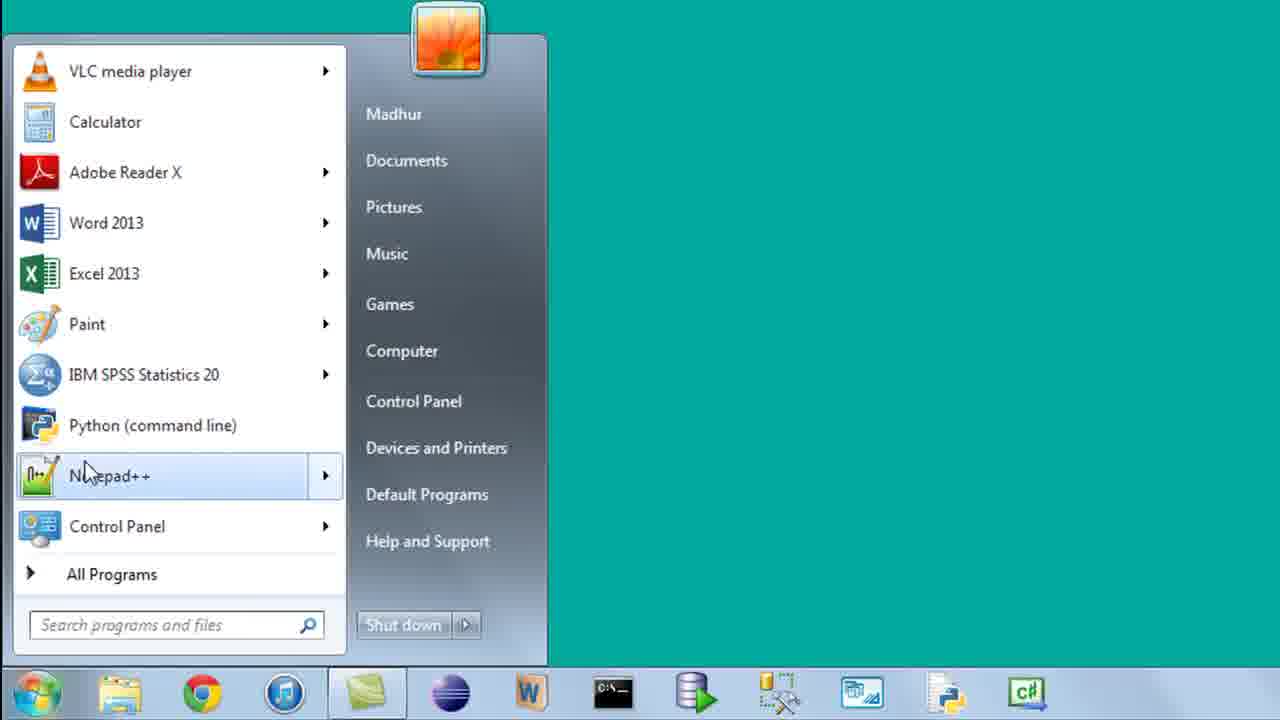 VLC media player
Calculator
Adobe Reader X
Word 2013
Excel 2013
Paint
IBM SPSS Statistics 20
Python (command line)
Notepad++
Control Panel
All Programs
Search programs and files
Madhur
Documents
Pictures
Music
Games
Computer
Control Panel
Devices and Printers
Default Programs
Help and Support
Shut down
W
X
W
C:\_
C#